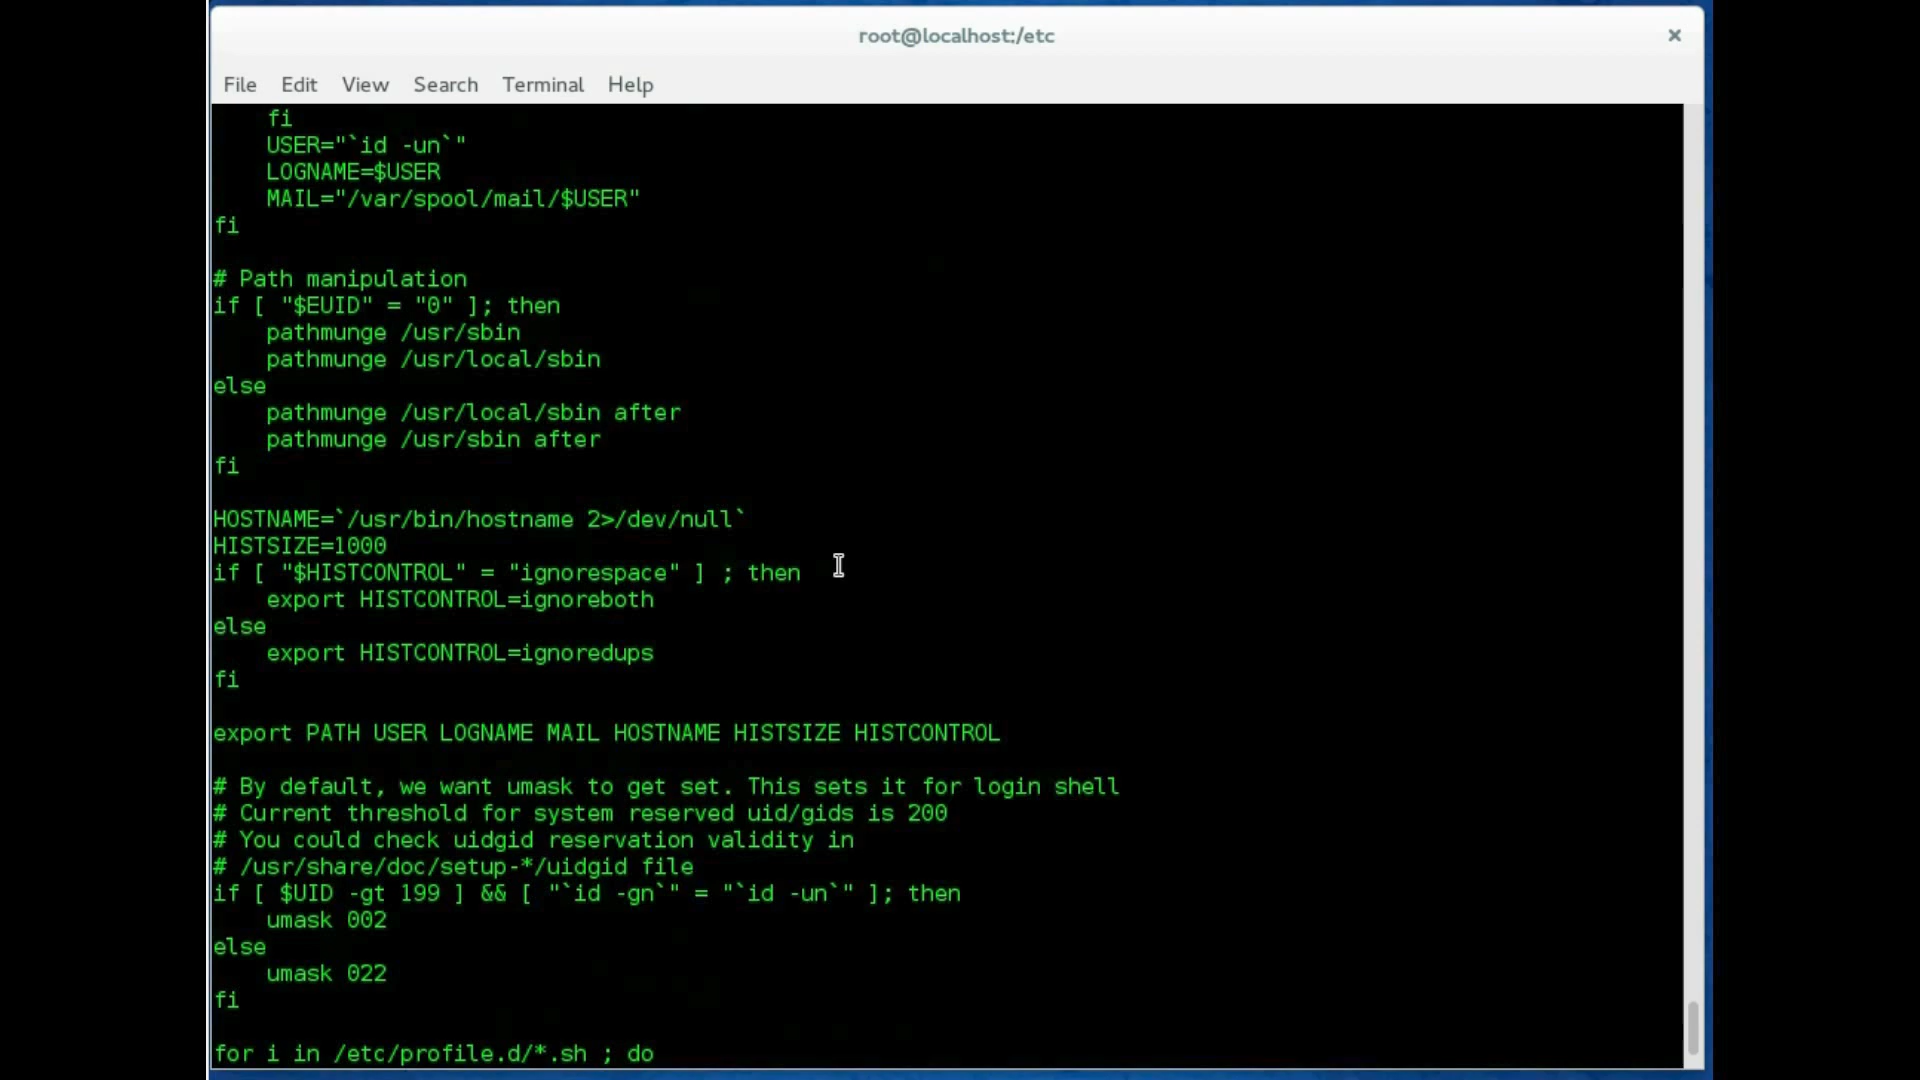 root@localhost:/etc
×
File Edit View Search Terminal Help
    fi
    USER="`id -un`"
    LOGNAME=$USER
    MAIL="/var/spool/mail/$USER"
fi

# Path manipulation
if [ "$EUID" = "0" ]; then
    pathmunge /usr/sbin
    pathmunge /usr/local/sbin
else
    pathmunge /usr/local/sbin after
    pathmunge /usr/sbin after
fi

HOSTNAME=`/usr/bin/hostname 2>/dev/null`
HISTSIZE=1000
if [ "$HISTCONTROL" = "ignorespace" ] ; then
    export HISTCONTROL=ignoreboth
else
    export HISTCONTROL=ignoredups
fi

export PATH USER LOGNAME MAIL HOSTNAME HISTSIZE HISTCONTROL

# By default, we want umask to get set. This sets it for login shell
# Current threshold for system reserved uid/gids is 200
# You could check uidgid reservation validity in
# /usr/share/doc/setup-*/uidgid file
if [ $UID -gt 199 ] && [ "`id -gn`" = "`id -un`" ]; then
    umask 002
else
    umask 022
fi

for i in /etc/profile.d/*.sh ; do